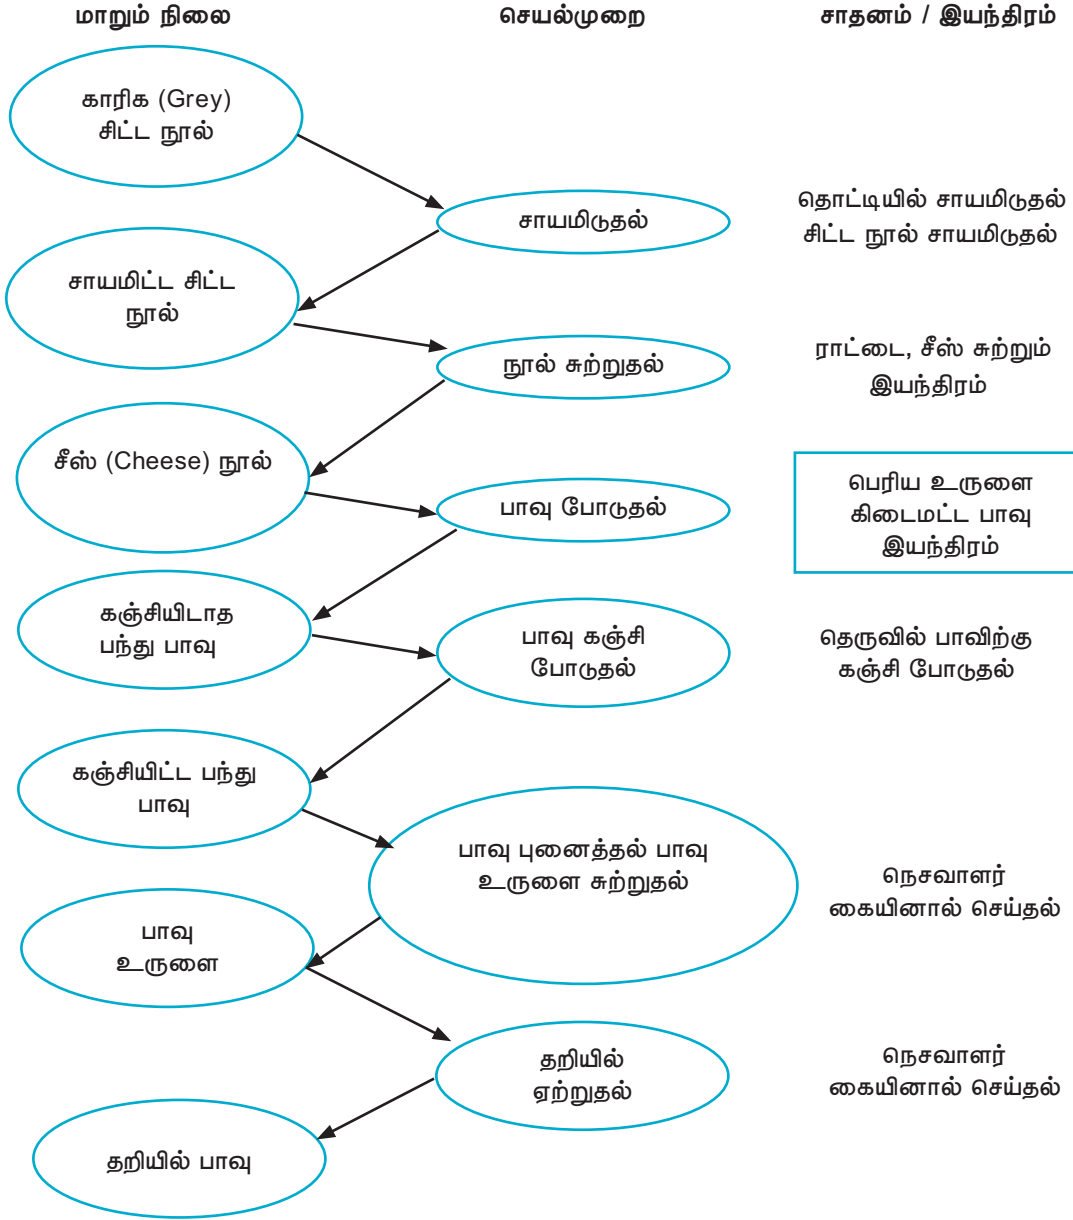 மாறும் நிலை
செயல்முறை
சாதனம் / இயந்திரம்
காரிக (Grey)
சிட்ட நூல்
சாயமிடுதல்
தொட்டியில் சாயமிடுதல்
சிட்ட நூல் சாயமிடுதல்
சாயமிட்ட சிட்ட
நூல்
நூல் சுற்றுதல்
ராட்டை, சீஸ் சுற்றும்
இயந்திரம்
சீஸ் (Cheese) நூல்
பாவு போடுதல்
பெரிய உருளை
கிடைமட்ட பாவு
இயந்திரம்
கஞ்சியிடாத
பந்து பாவு
பாவு கஞ்சி
போடுதல்
தெருவில் பாவிற்கு
கஞ்சி போடுதல்
கஞ்சியிட்ட பந்து
பாவு
பாவு புனைத்தல் பாவு
உருளை சுற்றுதல்
நெசவாளர்
கையினால் செய்தல்
பாவு
உருளை
தறியில்
ஏற்றுதல்
நெசவாளர்
கையினால் செய்தல்
தறியில் பாவு